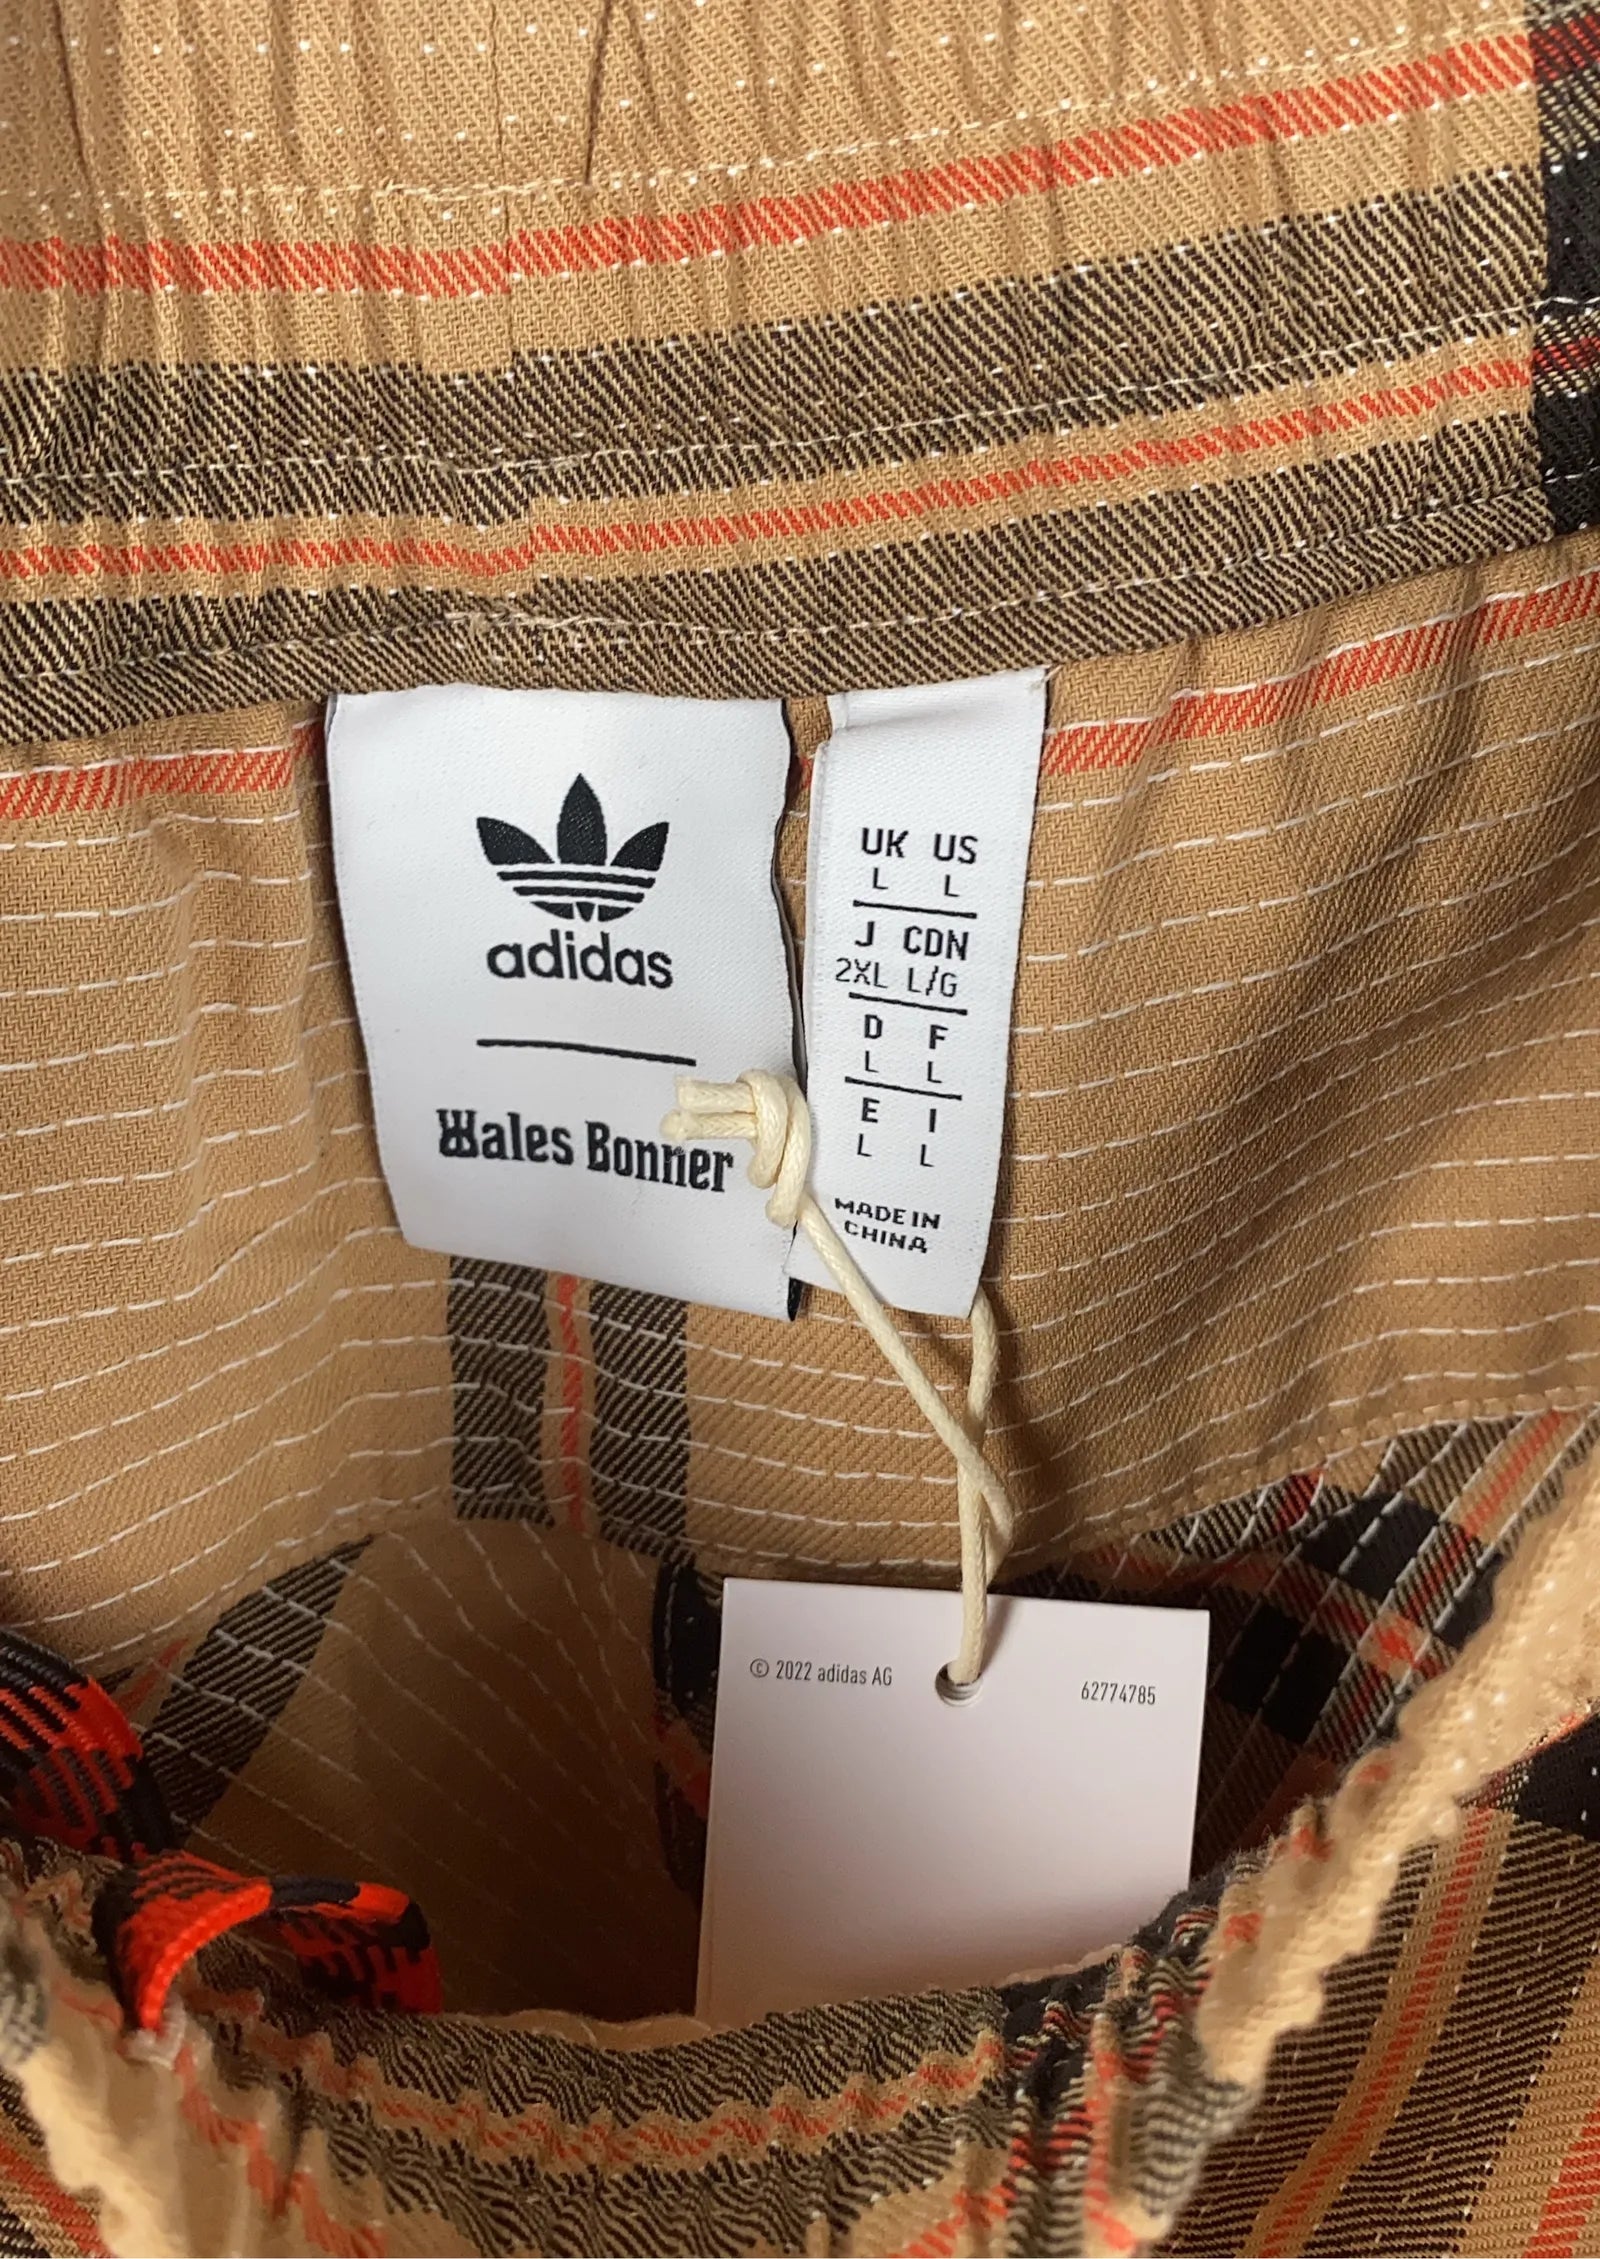 adidas
Wales Bonner
UK US
L L
J CDN
2XL L/G
D F
L L
E I
L L
MADE IN
CHINA
© 2022 adidas AG
62774785